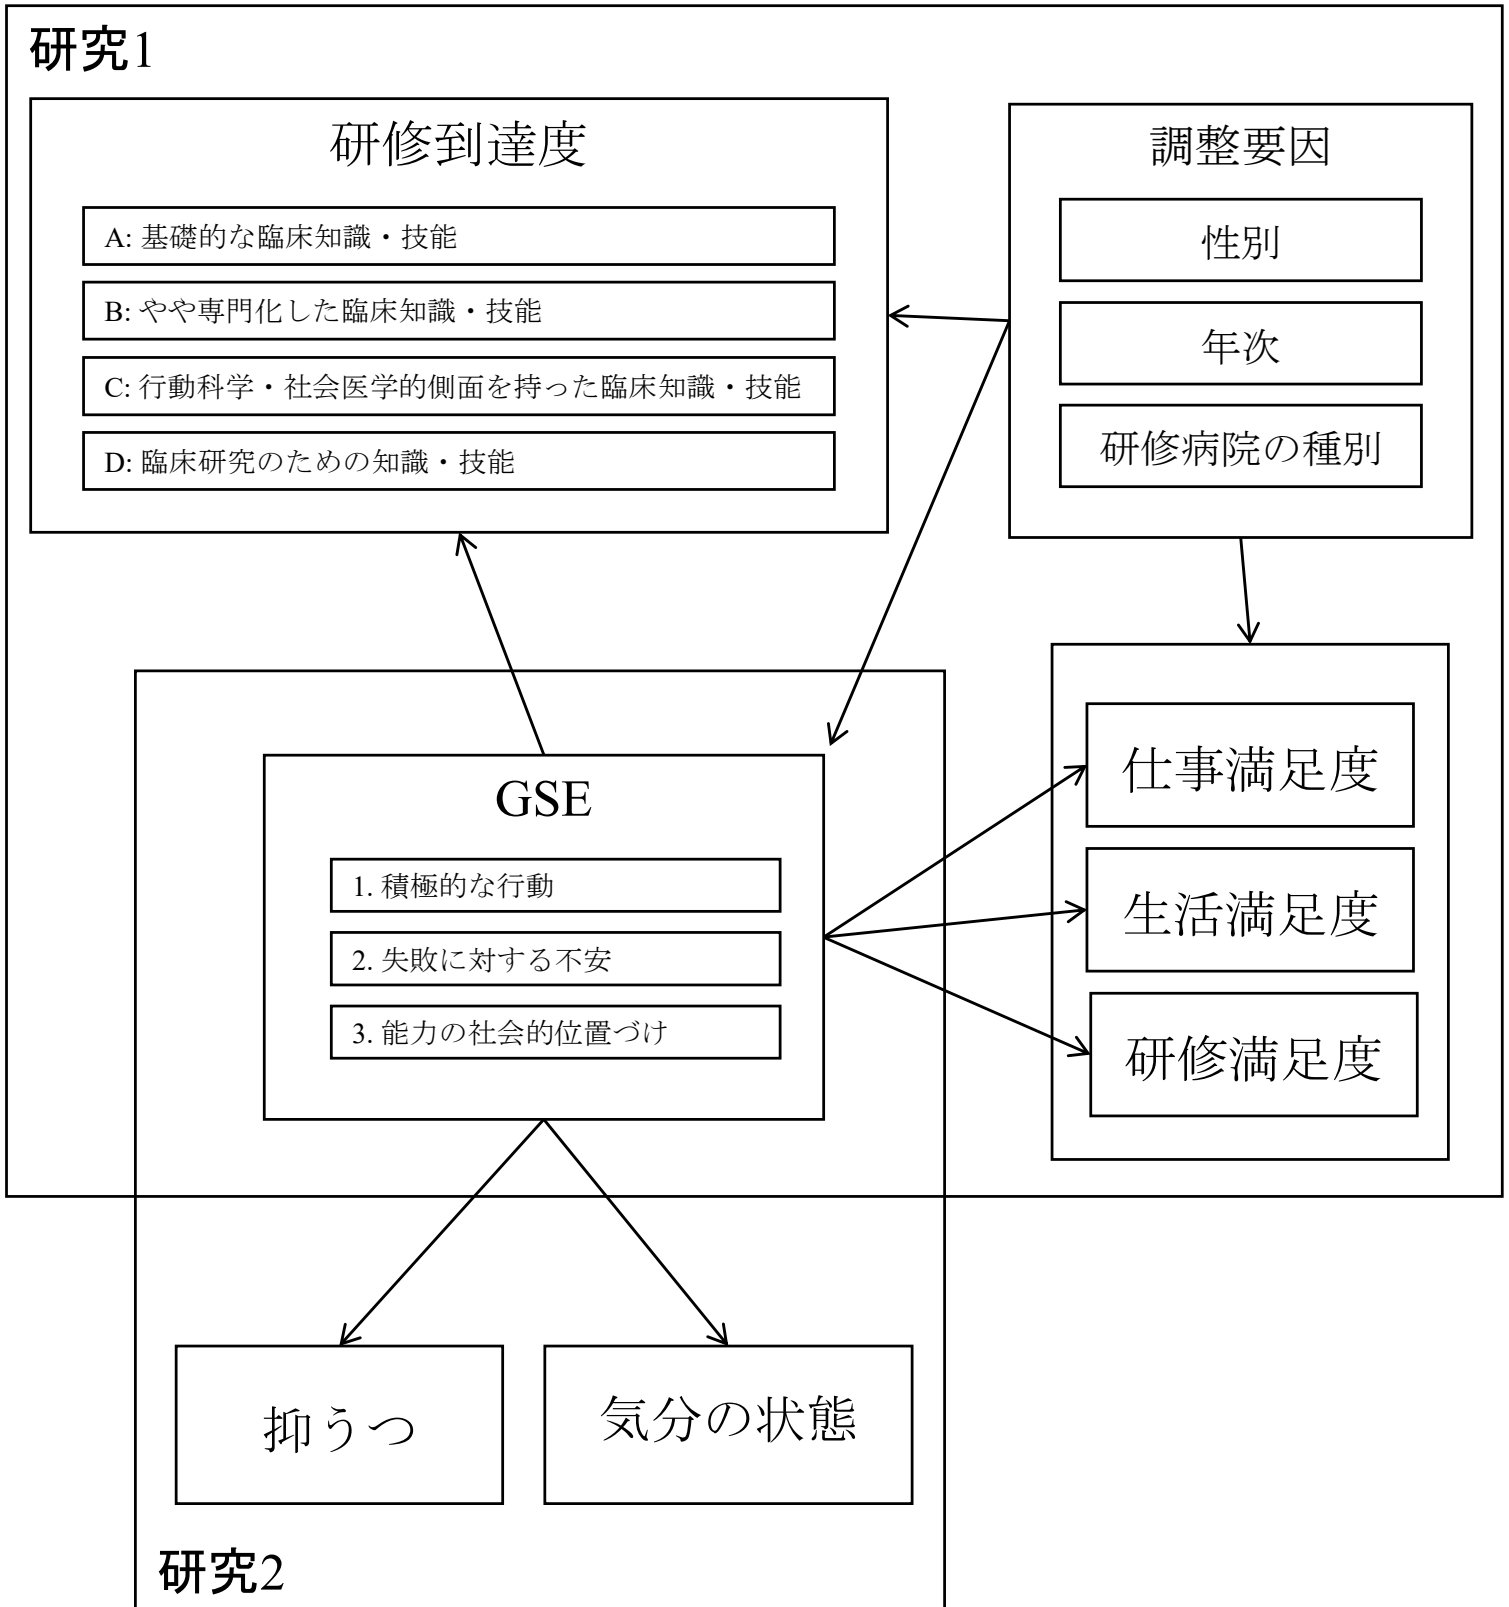 研究1
研修到達度
A: 基礎的な臨床知識・技能
B: やや専門化した臨床知識・技能
C: 行動科学・社会医学的側面を持った臨床知識・技能
D: 臨床研究のための知識・技能
調整要因
性別
年次
研修病院の種別
GSE
1. 積極的な行動
2. 失敗に対する不安
3. 能力の社会的位置づけ
仕事満足度
生活満足度
研修満足度
抑うつ
気分の状態
研究2